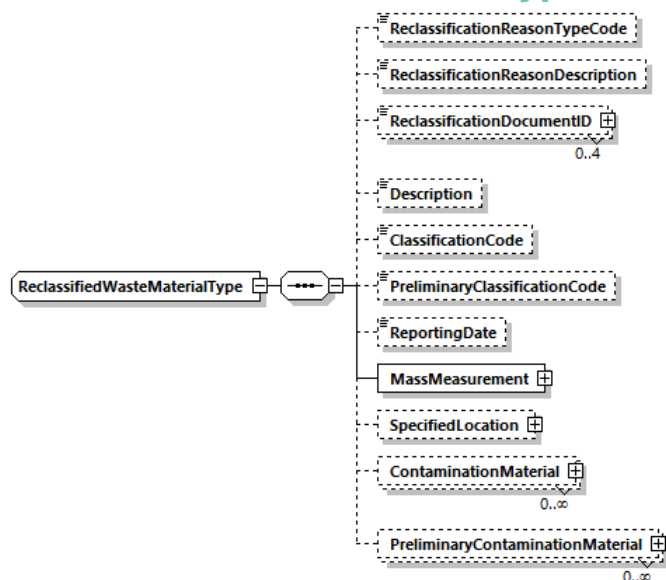 ReclassificationReasonTypeCode
ReclassificationReasonDescription
ReclassificationDocumentID
0..4
Description
ClassificationCode
ReclassifiedWasteMaterialType
PreliminaryClassificationCode
ReportingDate
MassMeasurement
SpecifiedLocation
ContaminationMaterial
0..∞
PreliminaryContaminationMaterial
0..∞